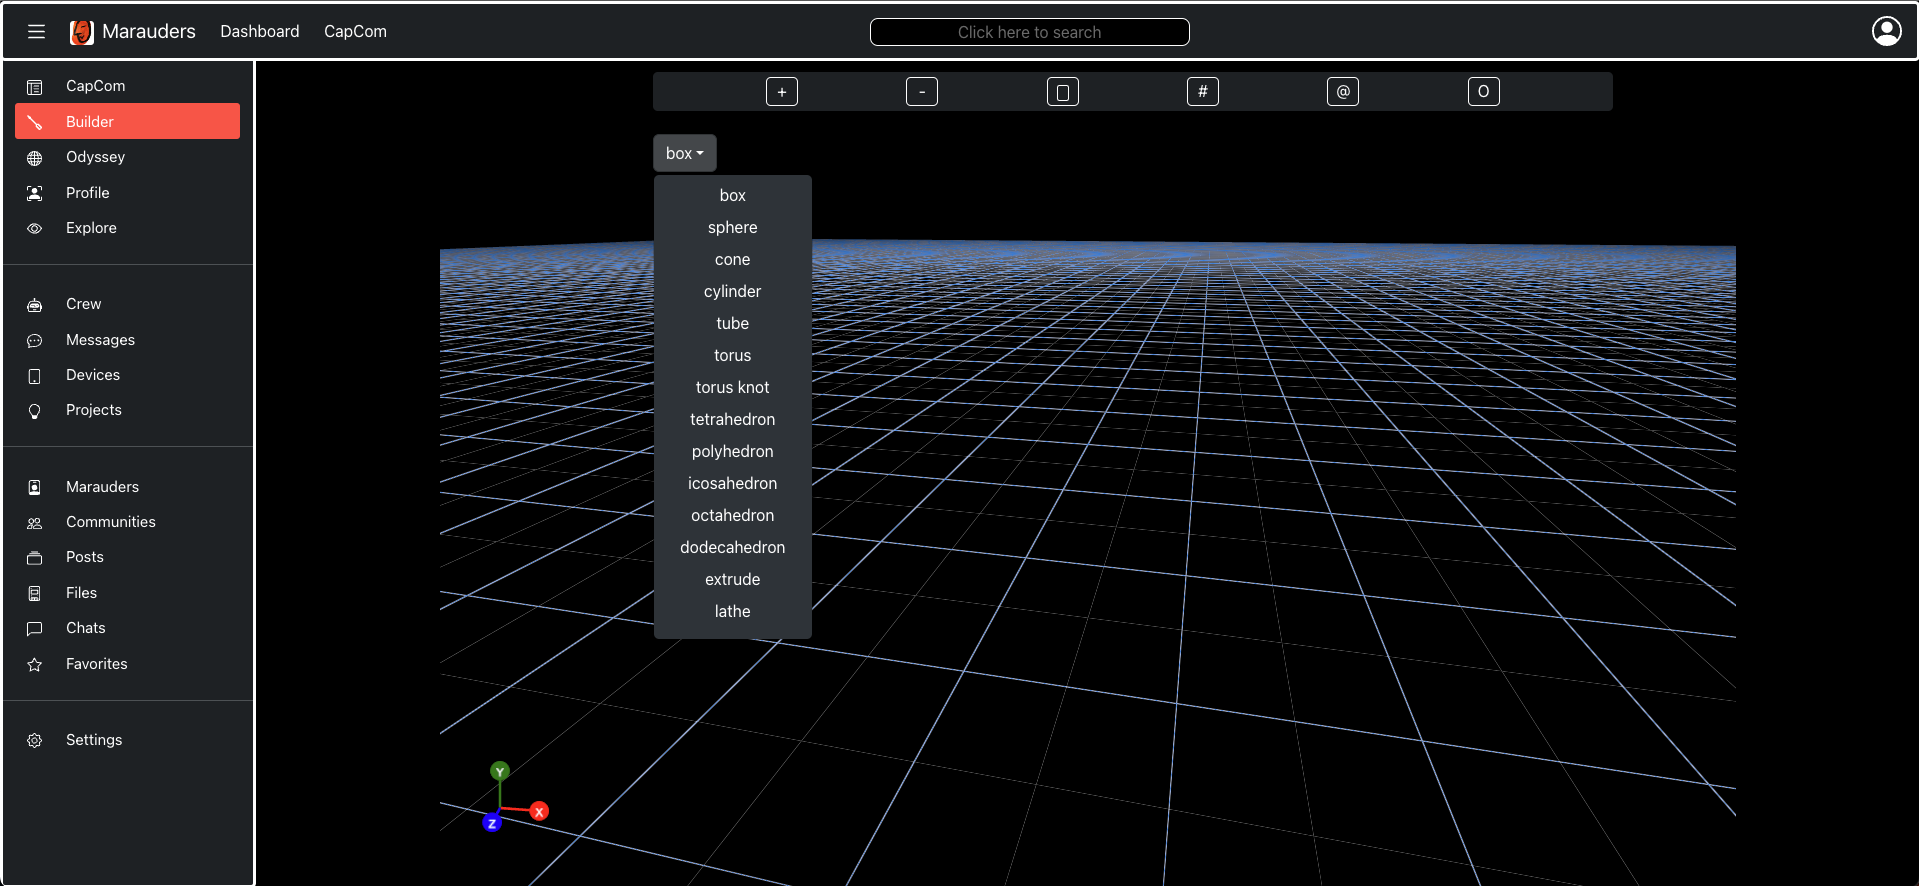 Marauders Dashboard CapCom Click here to search
CapCom
Builder
Odyssey
Profile
Explore
Crew
Messages
Devices
Projects
Marauders
Communities
Posts
Files
Chats
Favorites
Settings
+ - # @ O
box
box
sphere
cone
cylinder
tube
torus
torus knot
tetrahedron
polyhedron
icosahedron
octahedron
dodecahedron
extrude
lathe
Y
X
Z